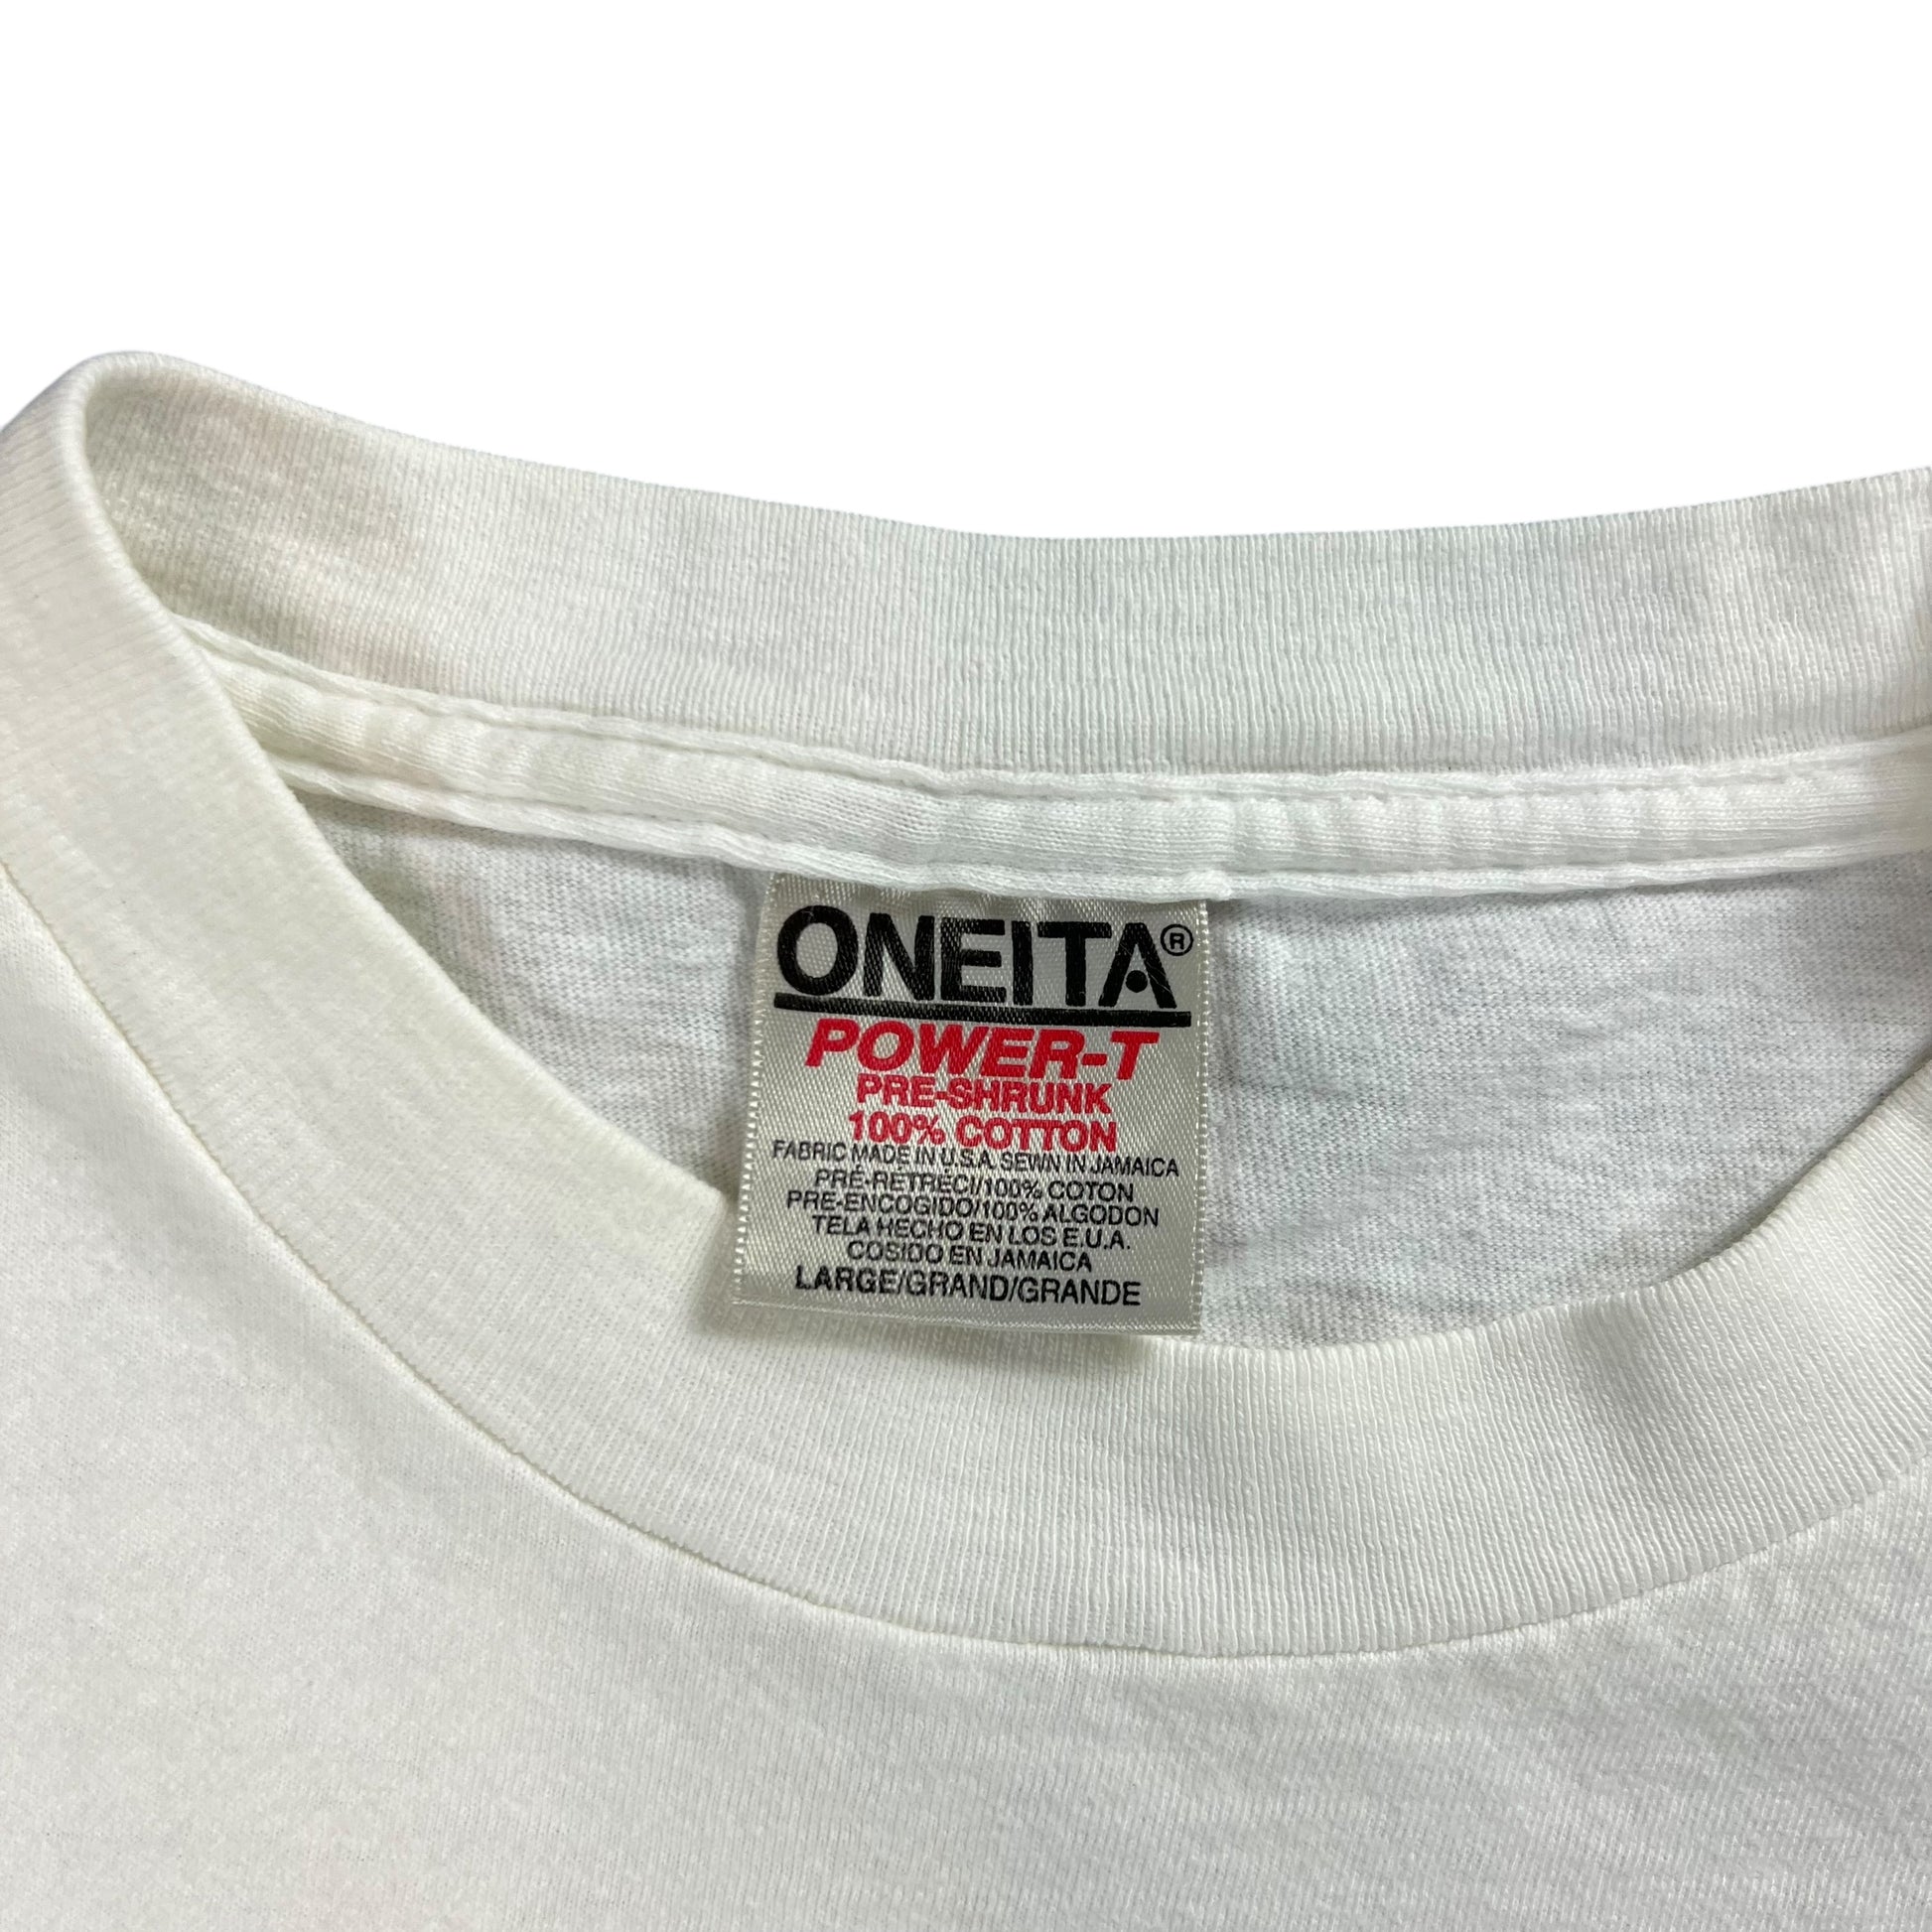 ONEITA®
POWER-T
PRE-SHRUNK
100% COTTON
FABRIC MADE IN U.S.A. SEWN IN JAMAICA
PRÉ-RÉTRÉCI/100% COTON
PRE-ENCOGIDO/100% ALGODON
TELA HECHO EN LOS E.U.A.
COSIDO EN JAMAICA
LARGE/GRAND/GRANDE